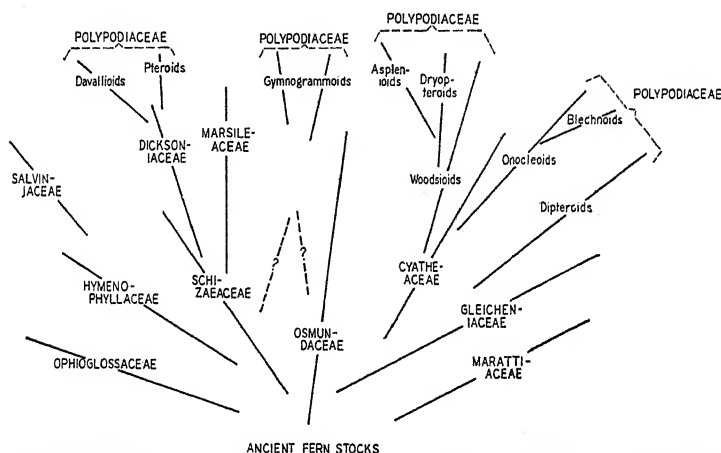 POLYPODIACEAE
POLYPODIACEAE
POLYPODIACEAE
Davallioids
Pteroids
Gymnogrammoids
Asplen-
ioids
Dryop-
teroids
POLYPODIACEAE
Blechnoids
DICKSON-
IACEAE
MARSILE-
ACEAE
Onocleoids
SALVIN-
JACEAE
Woodsioids
Dipteroids
?
?
HYMENO-
PHYLLACEAE
SCHI-
ZAEACEAE
CYATHE-
ACEAE
GLEICHEN-
IACEAE
OSMUN-
DACEAE
OPHIOGLOSSACEAE
MARATTI-
ACEAE
ANCIENT FERN STOCKS